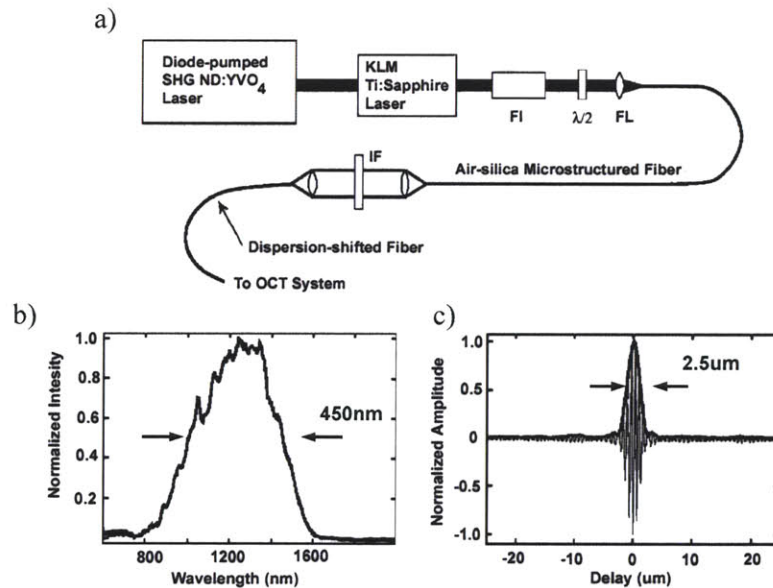 a)
Diode-pumped
SHG ND:YVO4
Laser
KLM
Ti:Sapphire
Laser
FI
λ/2
FL
IF
Air-silica Microstructured Fiber
Dispersion-shifted Fiber
To OCT System
b)
Normalized Intesity
1.0
0.8
0.6
0.4
0.2
450nm
800
1200
1600
Wavelength (nm)
c)
Normalized Amplitude
1.0
0.5
0
-0.5
-1.0
2.5um
-20
-10
0
10
20
Delay (um)